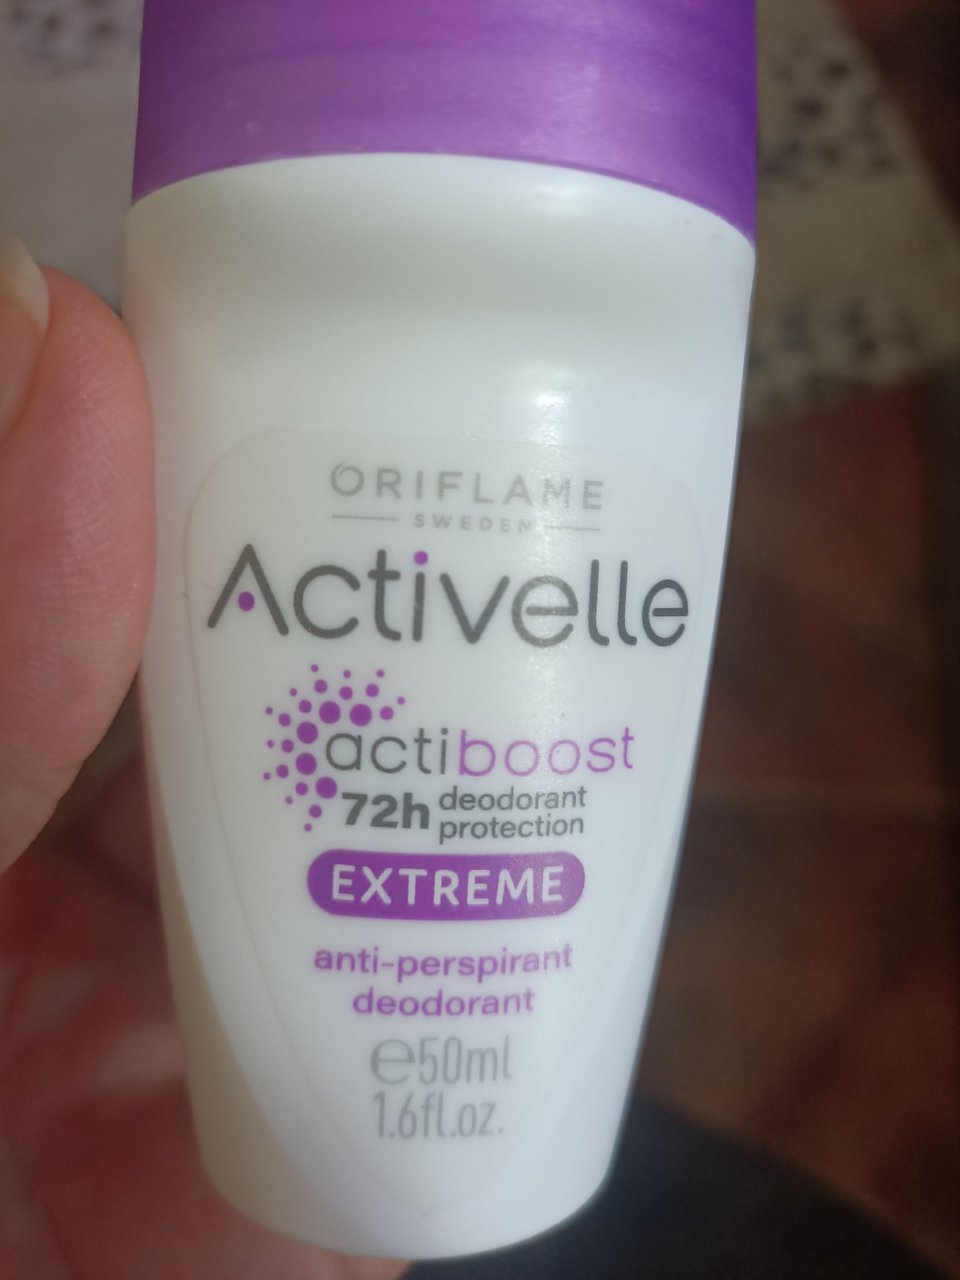 ORIFLAME
SWEDEN
Activelle
actiboost
72h deodorant
protection
EXTREME
anti-perspirant
deodorant
℮50ml
1.6fl.oz.